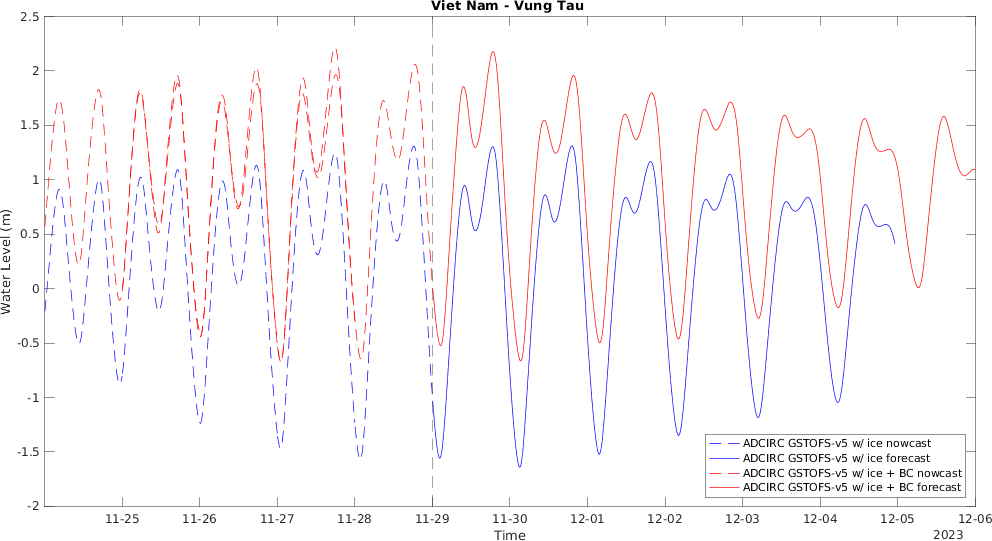 Viet Nam - Vung Tau
2.5
2
1.5
1
0.5
0
-0.5
-1
-1.5
-2
Water Level (m)
ADCIRC GSTOFS-v5 w/ ice nowcast
ADCIRC GSTOFS-v5 w/ ice forecast
ADCIRC GSTOFS-v5 w/ ice + BC nowcast
ADCIRC GSTOFS-v5 w/ ice + BC forecast
11-25 11-26 11-27 11-28 11-29 11-30 12-01 12-02 12-03 12-04 12-05 12-06
Time
2023